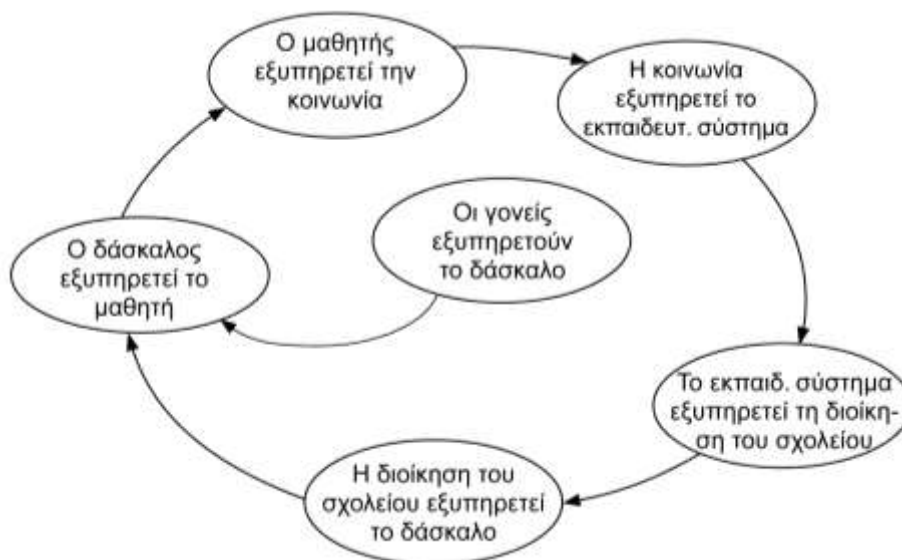 Ο μαθητής
εξυπηρετεί την
κοινωνία
Η κοινωνία
εξυπηρετεί το
εκπαιδευτ. σύστημα
Οι γονείς
εξυπηρετούν
το δάσκαλο
Ο δάσκαλος
εξυπηρετεί το
μαθητή
Το εκπαιδ. σύστημα
εξυπηρετεί τη διοίκη-
ση του σχολείου
Η διοίκηση του
σχολείου εξυπηρετεί
το δάσκαλο